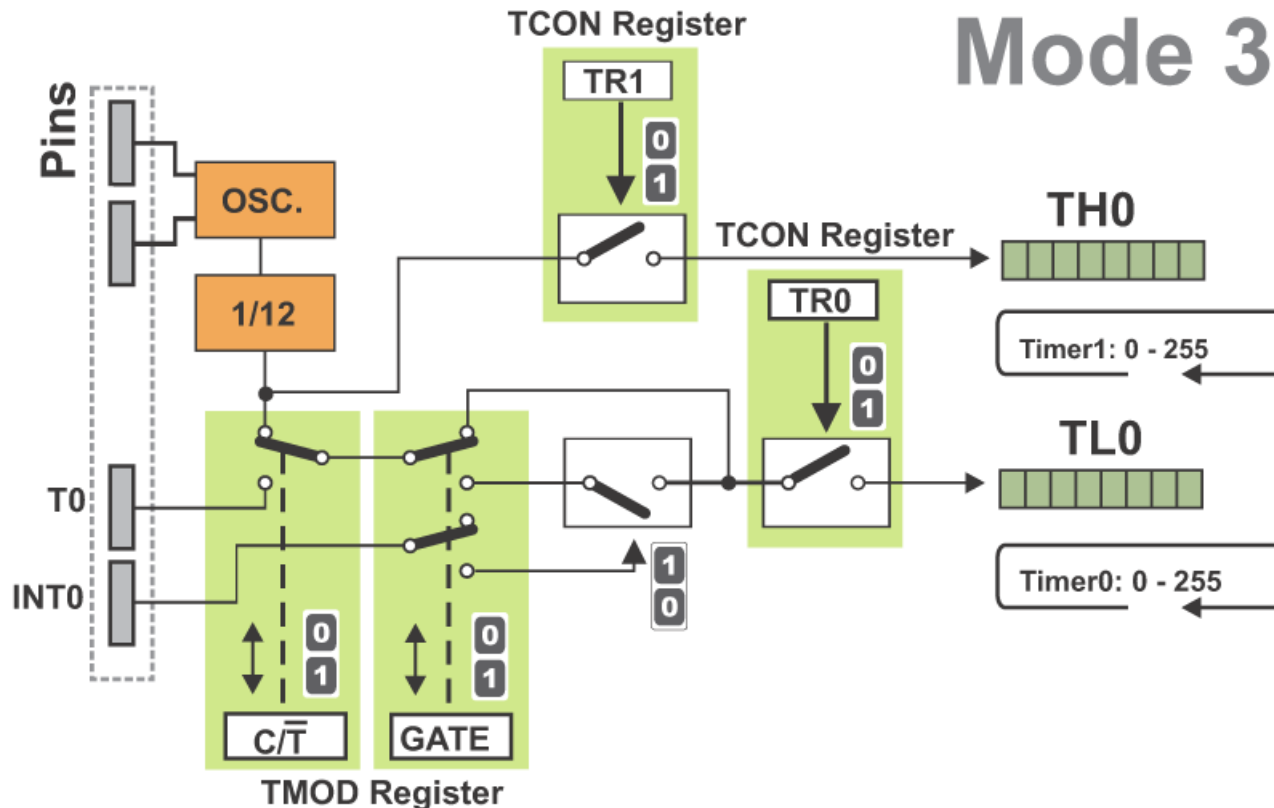 TCON Register
Mode 3
Pins
TR1
0
1
OSC.
TH0
TCON Register
1/12
TR0
Timer1: 0 - 255
0
1
TL0
T0
1
0
INT0
Timer0: 0 - 255
0
1
0
1
C/T̅
GATE
TMOD Register